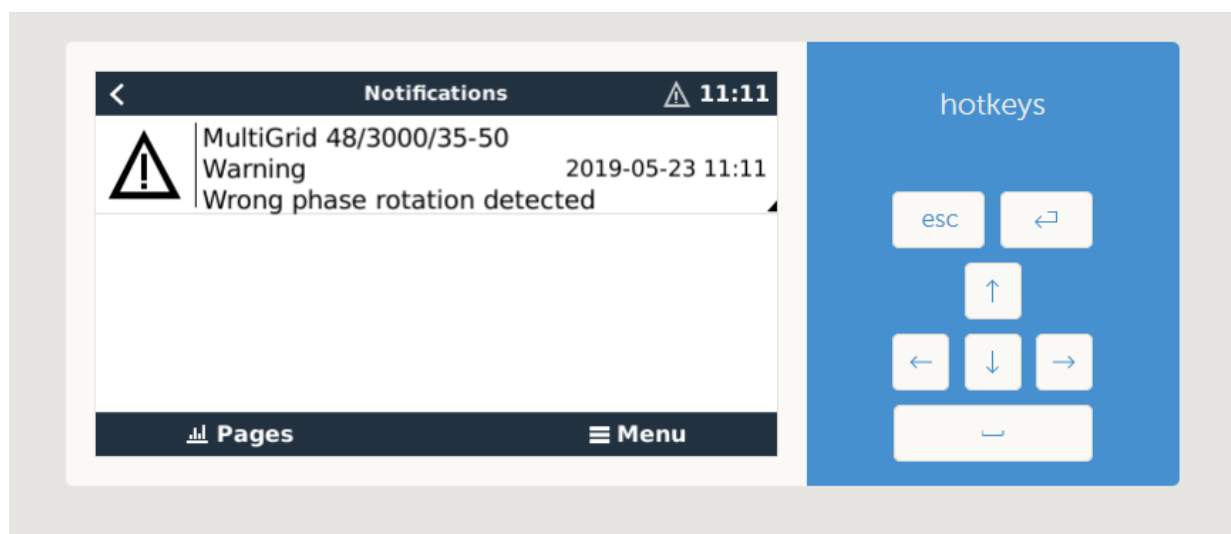 Notifications 11:11
MultiGrid 48/3000/35-50
Warning 2019-05-23 11:11
Wrong phase rotation detected
Pages Menu
hotkeys
esc